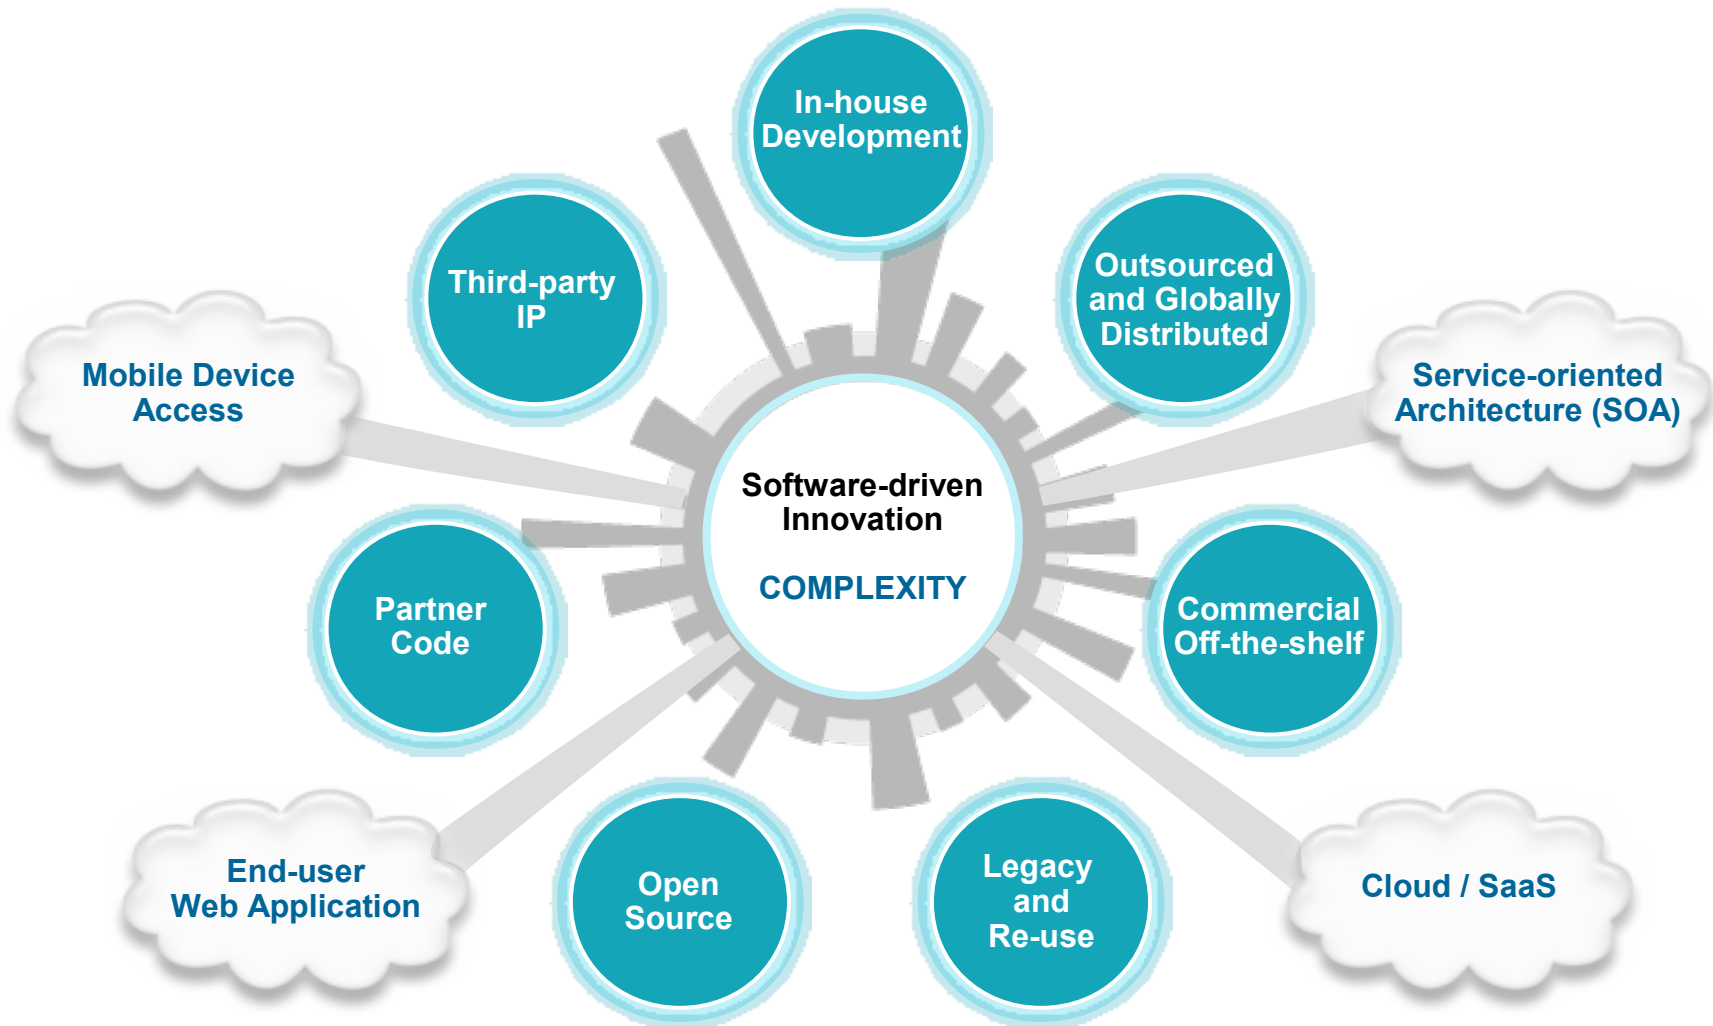 In-house
Development
Third-party
IP
Outsourced
and Globally
Distributed
Mobile Device
Access
Service-oriented
Architecture (SOA)
Software-driven
Innovation
COMPLEXITY
Partner
Code
Commercial
Off-the-shelf
End-user
Web Application
Open
Source
Legacy
and
Re-use
Cloud / SaaS